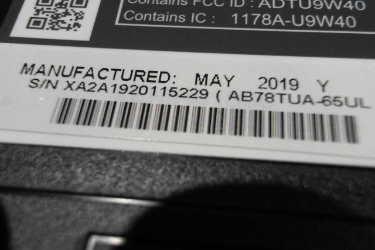 Contains FCC ID : ADTU9W40
Contains IC : 1178A-U9W40
MANUFACTURED: MAY 2019 Y
S/N XA2A1920115229 ( AB78TUA-65UL